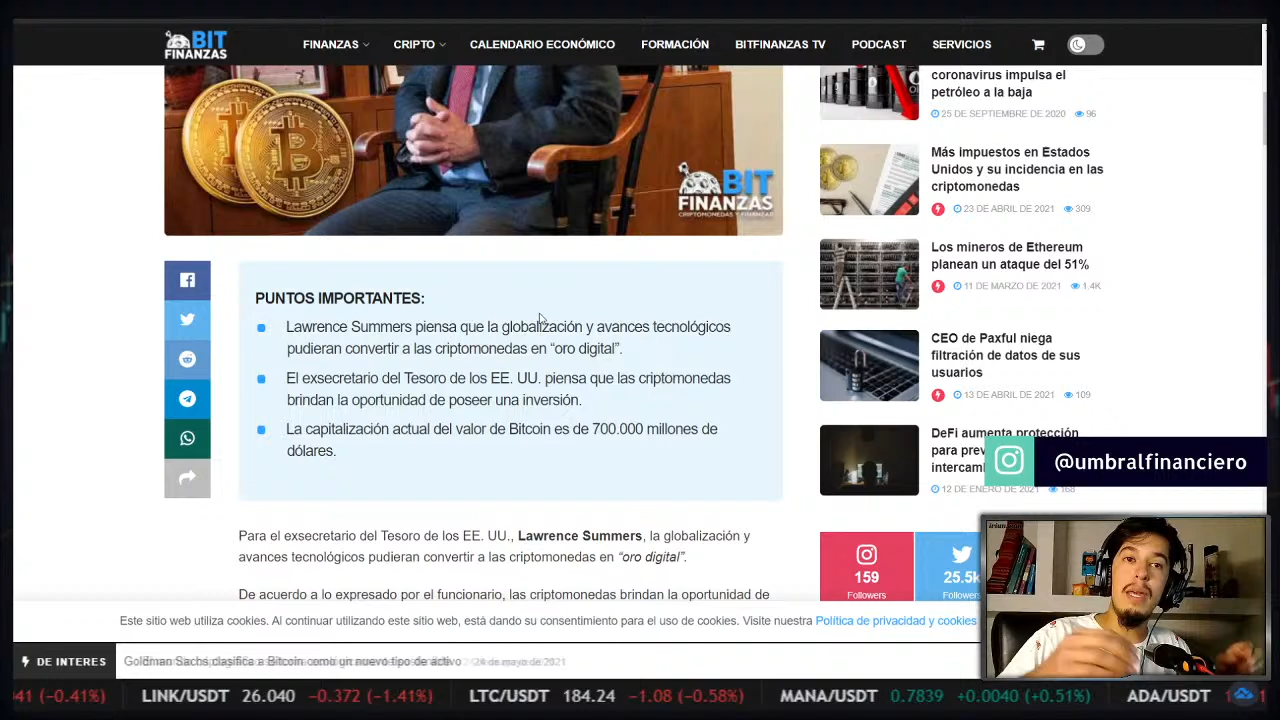 BIT
FINANZAS
FINANZAS
CRIPTO
CALENDARIO ECONÓMICO
FORMACIÓN
BITFINANZAS TV
PODCAST
SERVICIOS
BIT
FINANZAS
CRIPTOMONEDAS Y FINANZAS
PUNTOS IMPORTANTES:
Lawrence Summers piensa que la globalización y avances tecnológicos
pudieran convertir a las criptomonedas en “oro digital”.
El exsecretario del Tesoro de los EE. UU. piensa que las criptomonedas
brindan la oportunidad de poseer una inversión.
La capitalización actual del valor de Bitcoin es de 700.000 millones de
dólares.
Para el exsecretario del Tesoro de los EE. UU., Lawrence Summers, la globalización y
avances tecnológicos pudieran convertir a las criptomonedas en “oro digital”.
De acuerdo a lo expresado por el funcionario, las criptomonedas brindan la oportunidad de
coronavirus impulsa el
petróleo a la baja
25 DE SEPTIEMBRE DE 2020 96
Más impuestos en Estados
Unidos y su incidencia en las
criptomonedas
23 DE ABRIL DE 2021 309
Los mineros de Ethereum
planean un ataque del 51%
11 DE MARZO DE 2021 1.4K
CEO de Paxful niega
filtración de datos de sus
usuarios
13 DE ABRIL DE 2021 109
DeFi aumenta protección
para
12 DE ENERO DE 2021 168
@umbralfinanciero
159
Followers
25.5k
Followers
Este sitio web utiliza cookies. Al continuar utilizando este sitio web, está dando su consentimiento para el uso de cookies. Visite nuestra Política de privacidad y cookies
DE INTERES
Goldman Sachs clasifica a Bitcoin como un nuevo tipo de activo
(−0.41%) LINK/USDT 26.040 −0.372 (−1.41%) LTC/USDT 184.24 −1.08 (−0.58%) MANA/USDT 0.7839 +0.0040 (+0.51%) ADA/USDT